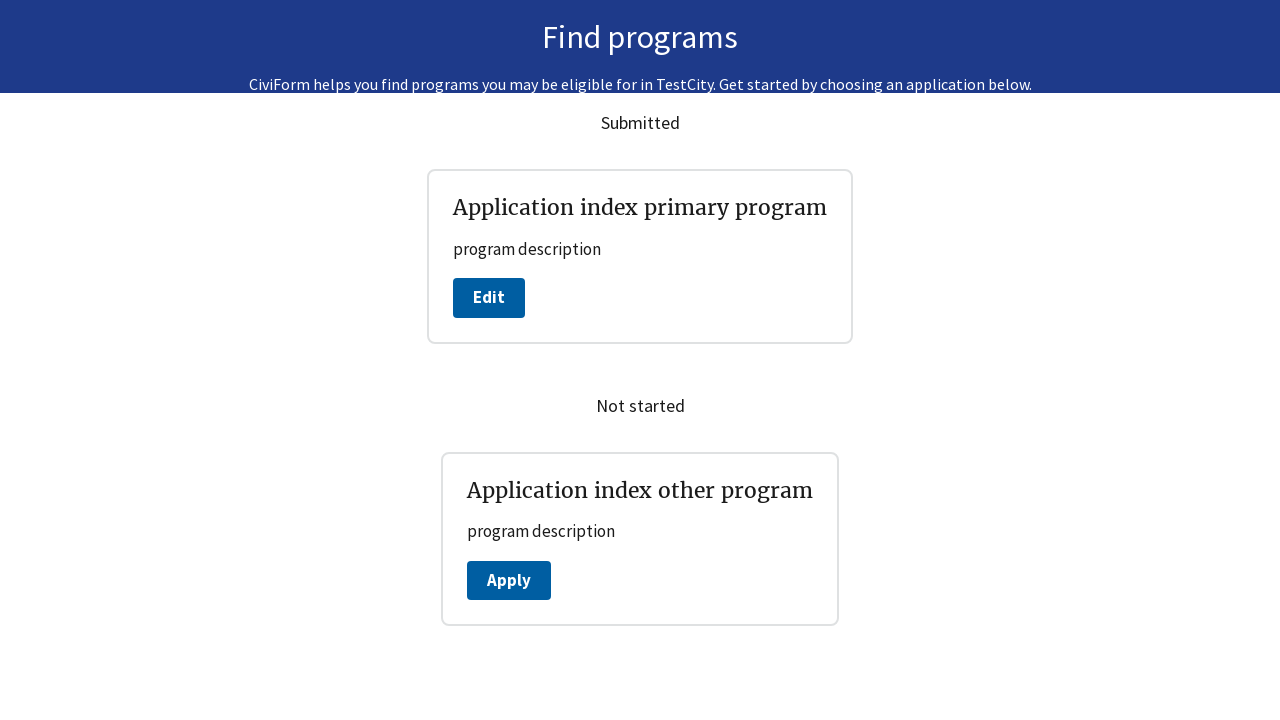 Find programs
CiviForm helps you find programs you may be eligible for in TestCity. Get started by choosing an application below.
Submitted
Application index primary program
program description
Edit
Not started
Application index other program
program description
Apply